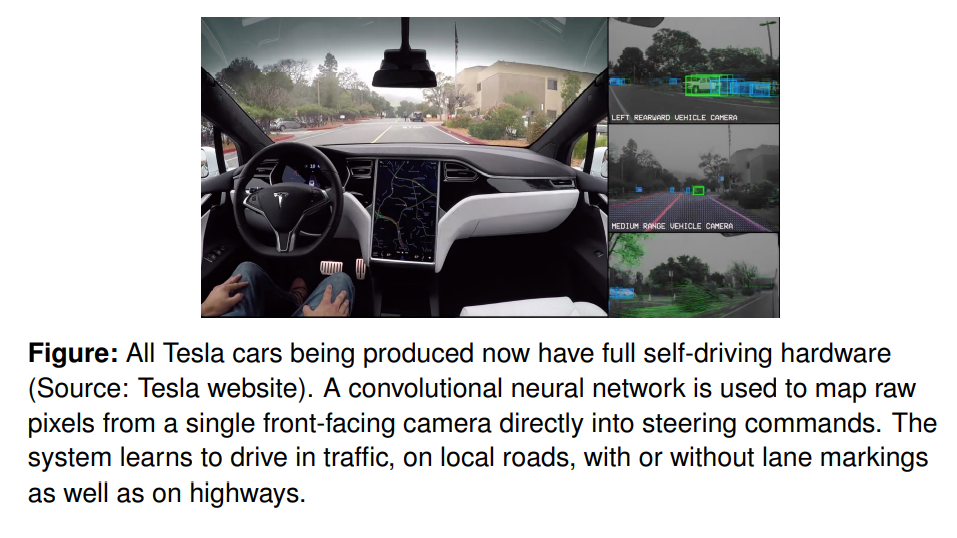 LEFT REARWARD VEHICLE CAMERA
MEDIUM RANGE VEHICLE CAMERA
Figure: All Tesla cars being produced now have full self-driving hardware
(Source: Tesla website). A convolutional neural network is used to map raw
pixels from a single front-facing camera directly into steering commands. The
system learns to drive in traffic, on local roads, with or without lane markings
as well as on highways.